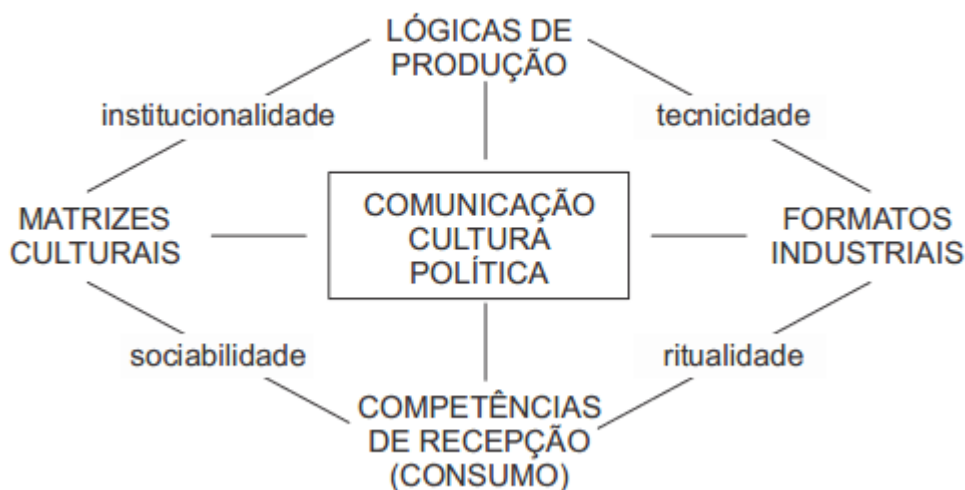 LÓGICAS DE
PRODUÇÃO
institucionalidade
tecnicidade
MATRIZES
CULTURAIS
COMUNICAÇÃO
CULTURA
POLÍTICA
FORMATOS
INDUSTRIAIS
sociabilidade
ritualidade
COMPETÊNCIAS
DE RECEPÇÃO
(CONSUMO)